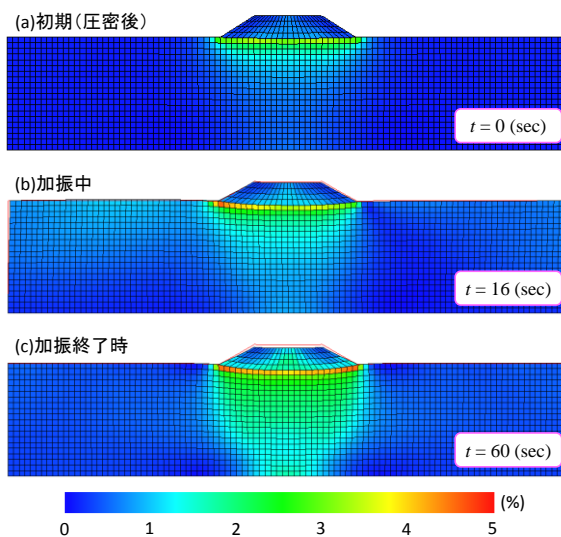 (a)初期(圧密後)
t = 0 (sec)
(b)加振中
t = 16 (sec)
(c)加振終了時
t = 60 (sec)
(%)
0 1 2 3 4 5